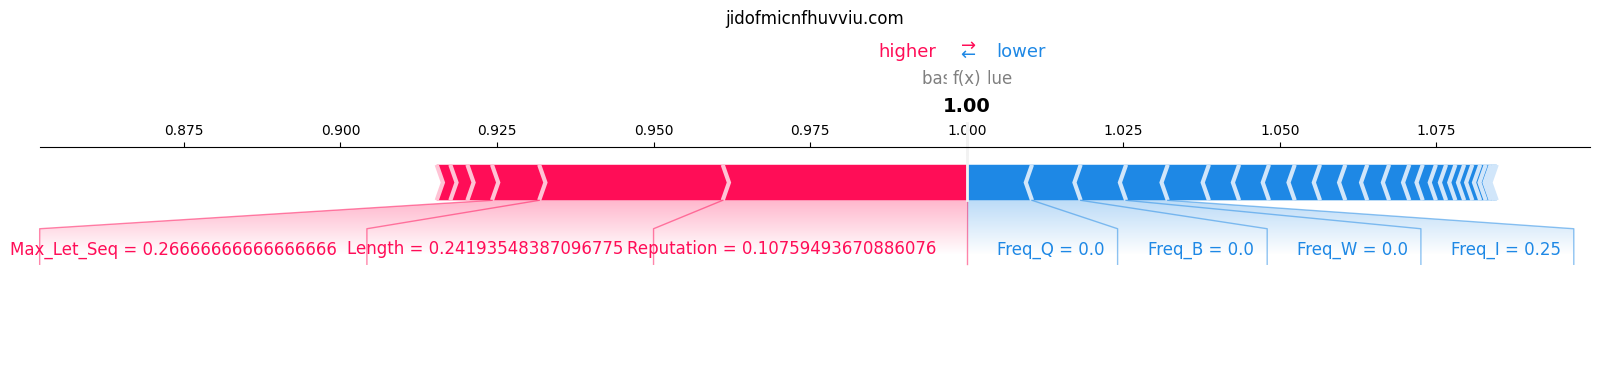 jidofmicnfhuvviu.com
higher ⇄ lower
bas f(x) lue
1.00
0.875 0.900 0.925 0.950 0.975 1.000 1.025 1.050 1.075
Max_Let_Seq = 0.26666666666666666 Length = 0.24193548387096775 Reputation = 0.10759493670886076 Freq_Q = 0.0 Freq_B = 0.0 Freq_W = 0.0 Freq_I = 0.25